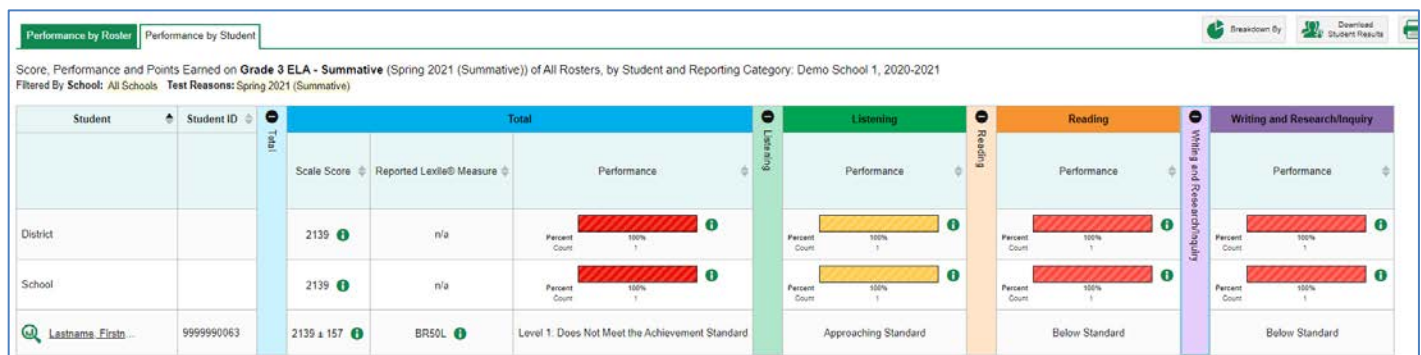 Performance by Roster Performance by Student Breakdown By Download Student Results
Score, Performance and Points Earned on Grade 3 ELA - Summative (Spring 2021 (Summative)) of All Rosters, by Student and Reporting Category: Demo School 1, 2020-2021
Filtered By School: All Schools Test Reasons: Spring 2021 (Summative)
Student Student ID Total Total Listening Listening Reading Reading Writing and Research/Inquiry Writing and Research/Inquiry
Scale Score Reported Lexile® Measure Performance Performance Performance Performance
District 2139 n/a
Percent 100% Percent 100% Percent 100% Percent 100%
Count 1 Count 1 Count 1 Count 1
School 2139 n/a
Percent 100% Percent 100% Percent 100% Percent 100%
Count 1 Count 1 Count 1 Count 1
Lastname, Firstn... 9999990063 2139 ± 157 BR50L Level 1: Does Not Meet the Achievement Standard Approaching Standard Below Standard Below Standard